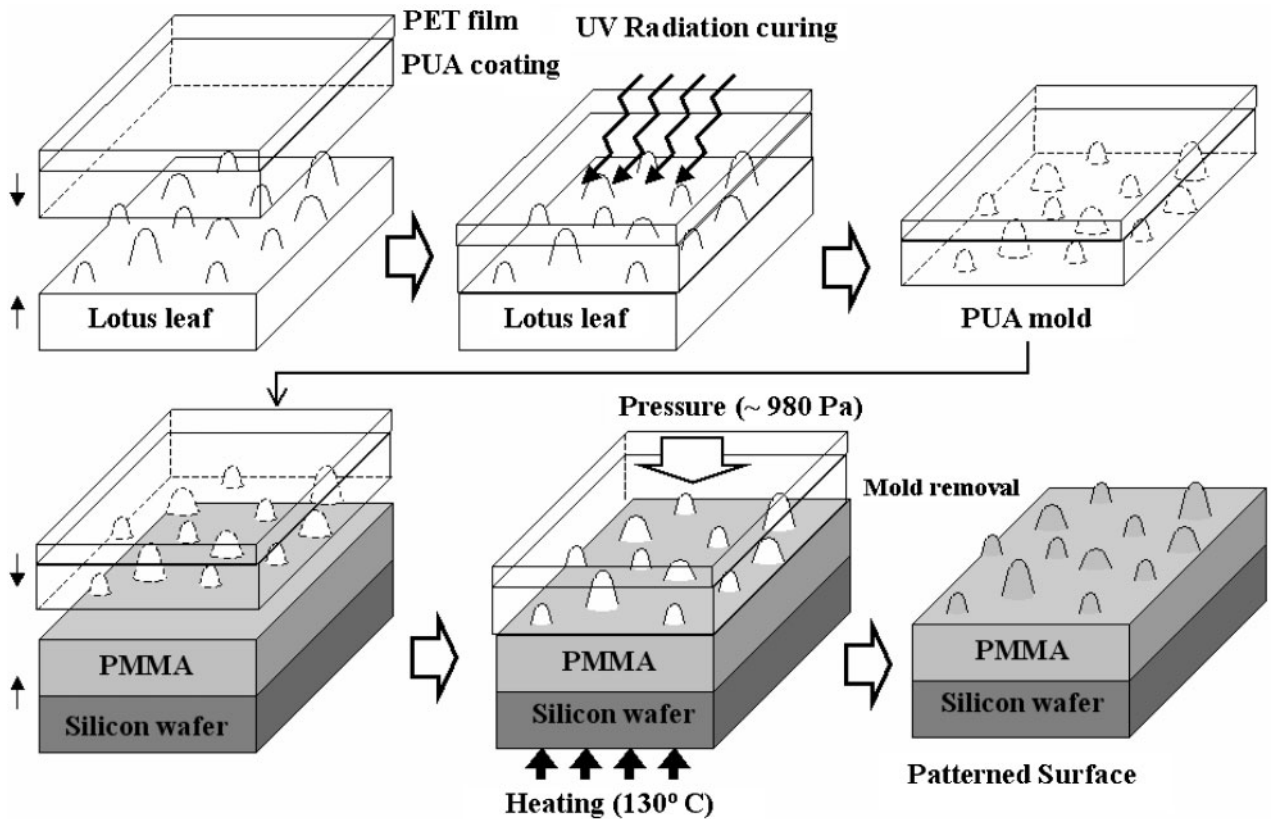 PET film
PUA coating
UV Radiation curing
Lotus leaf
Lotus leaf
PUA mold
Pressure (~ 980 Pa)
Mold removal
PMMA
Silicon wafer
PMMA
Silicon wafer
Heating (130º C)
PMMA
Silicon wafer
Patterned Surface